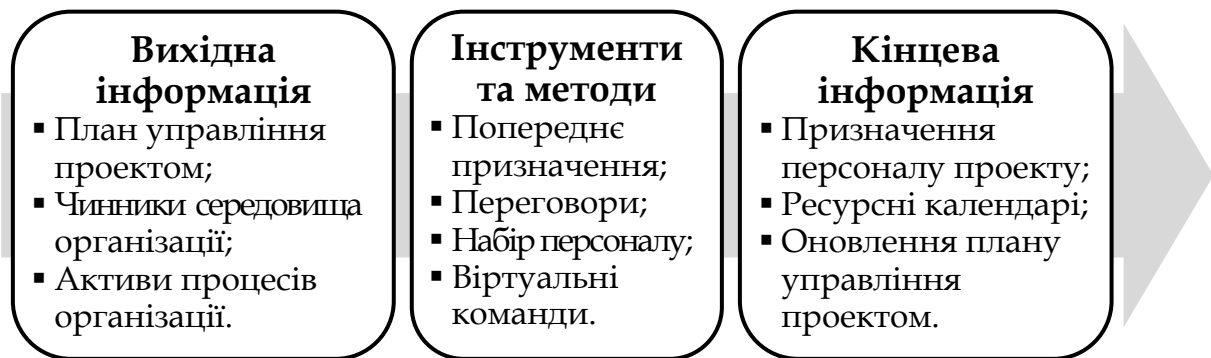 Вихідна
інформація
▪ План управління
проектом;
▪ Чинники середовища
організації;
▪ Активи процесів
організації.
Інструменти
та методи
▪ Попереднє
призначення;
▪ Переговори;
▪ Набір персоналу;
▪ Віртуальні
команди.
Кінцева
інформація
▪ Призначення
персоналу проекту;
▪ Ресурсні календарі;
▪ Оновлення плану
управління
проектом.